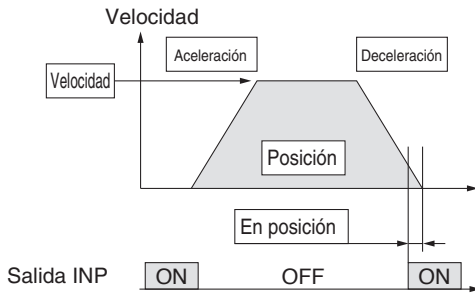 Velocidad
Aceleración
Deceleración
Velocidad
Posición
En posición
Salida INP ON OFF ON